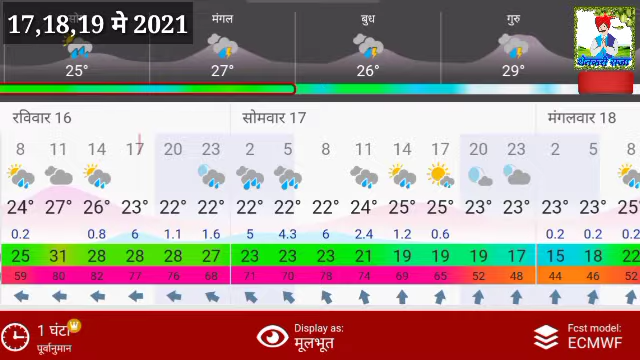 17,18,19 मे 2021
मंगल बुध गुरु
25° 27° 26° 29°
शेतकरी राजा
रविवार 16 सोमवार 17 मंगलवार 18
8 11 14 17 20 23 2 5 8 11 14 17 20 23 2 5 8
24° 27° 26° 23° 22° 22° 22° 22° 22° 24° 25° 25° 23° 23° 23° 23° 25°
0.2 0.8 6 1.1 1.6 5 4.3 6 2.4 1.2 0.6 0.2 0.2 0.2
25 31 28 28 28 27 23 23 23 21 19 19 19 17 15 18 22
59 80 82 77 76 68 71 70 78 74 69 65 52 48 44 46 52
1 घंटा W
पूर्वानुमान
Display as:
मूलभूत
Fcst model:
ECMWF